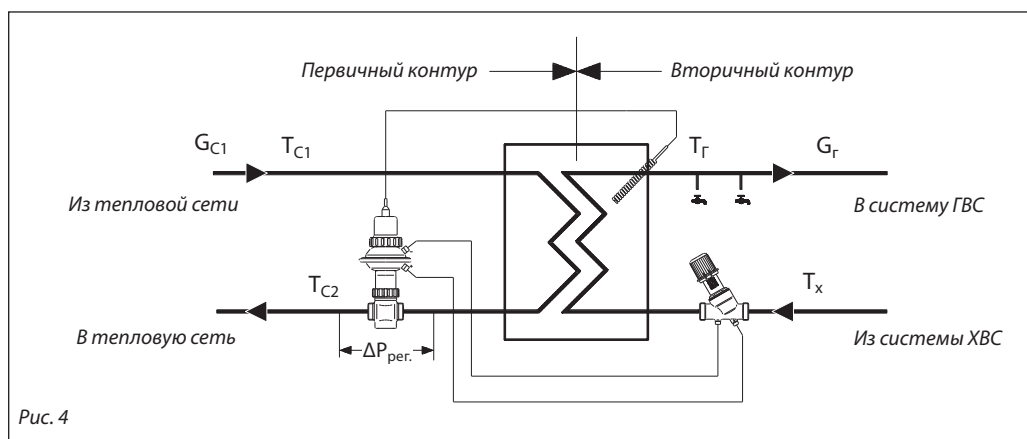 Первичный контур
Вторичный контур
G_C1
T_C1
T_Г
G_г
Из тепловой сети
В систему ГВС
T_C2
T_х
В тепловую сеть
Из системы ХВС
ΔP_рег.
Рис. 4